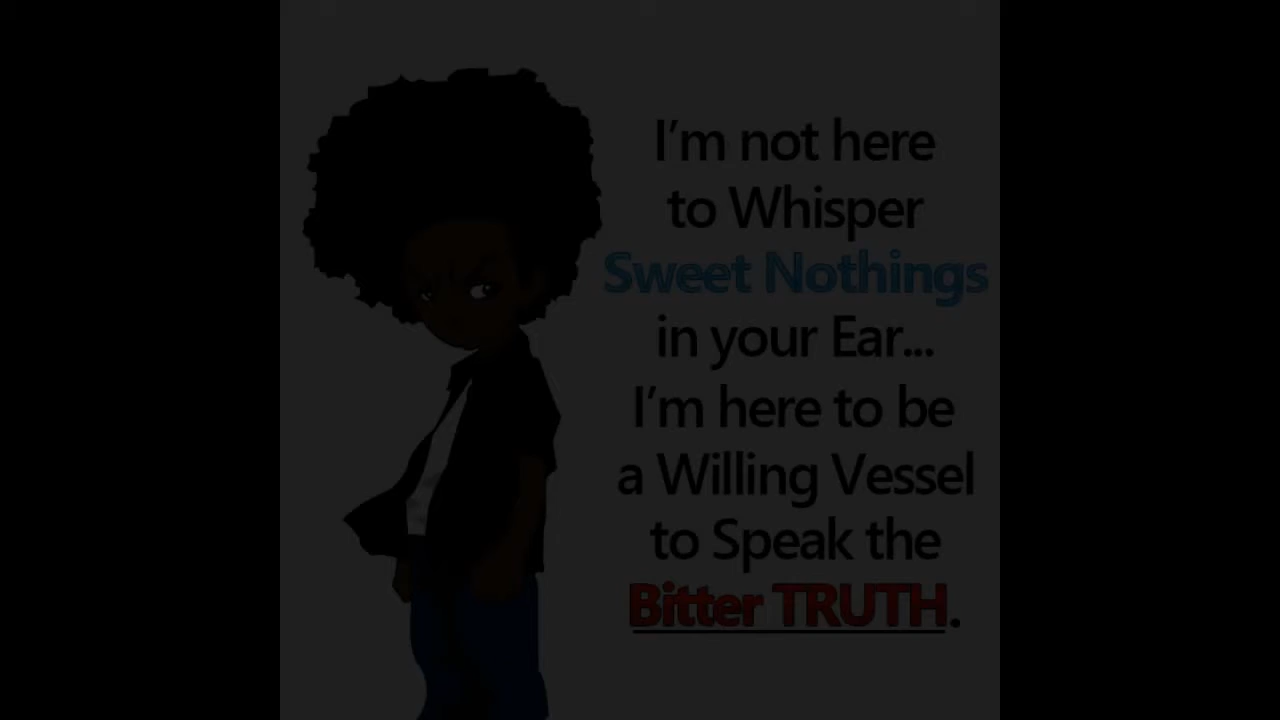 I'm not here
to Whisper
Sweet Nothings
in your Ear...
I'm here to be
a Willing Vessel
to Speak the
Bitter TRUTH.